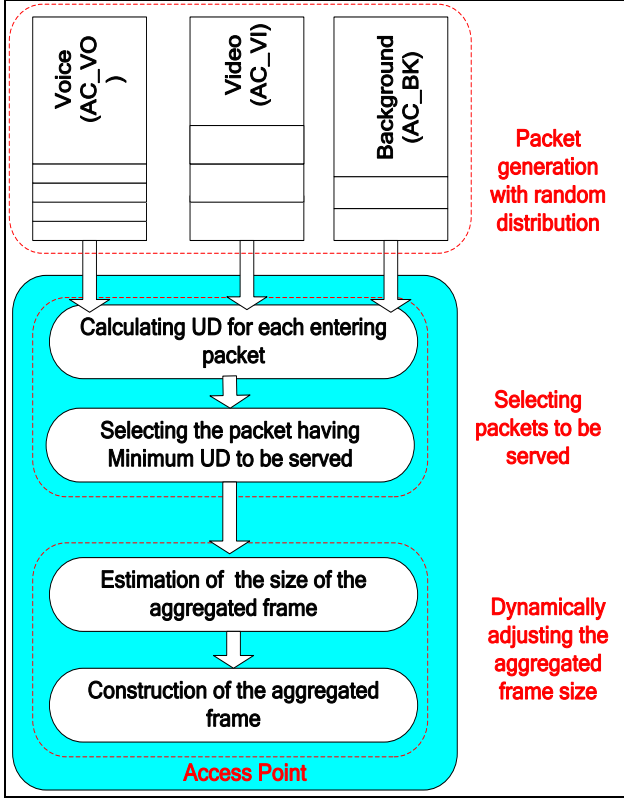 Voice
(AC_VO
)
Video
(AC_VI)
Background
(AC_BK)
Packet
generation
with random
distribution
Calculating UD for each entering
packet
Selecting the packet having
Minimum UD to be served
Selecting
packets to be
served
Estimation of the size of the
aggregated frame
Construction of the aggregated
frame
Dynamically
adjusting the
aggregated
frame size
Access Point